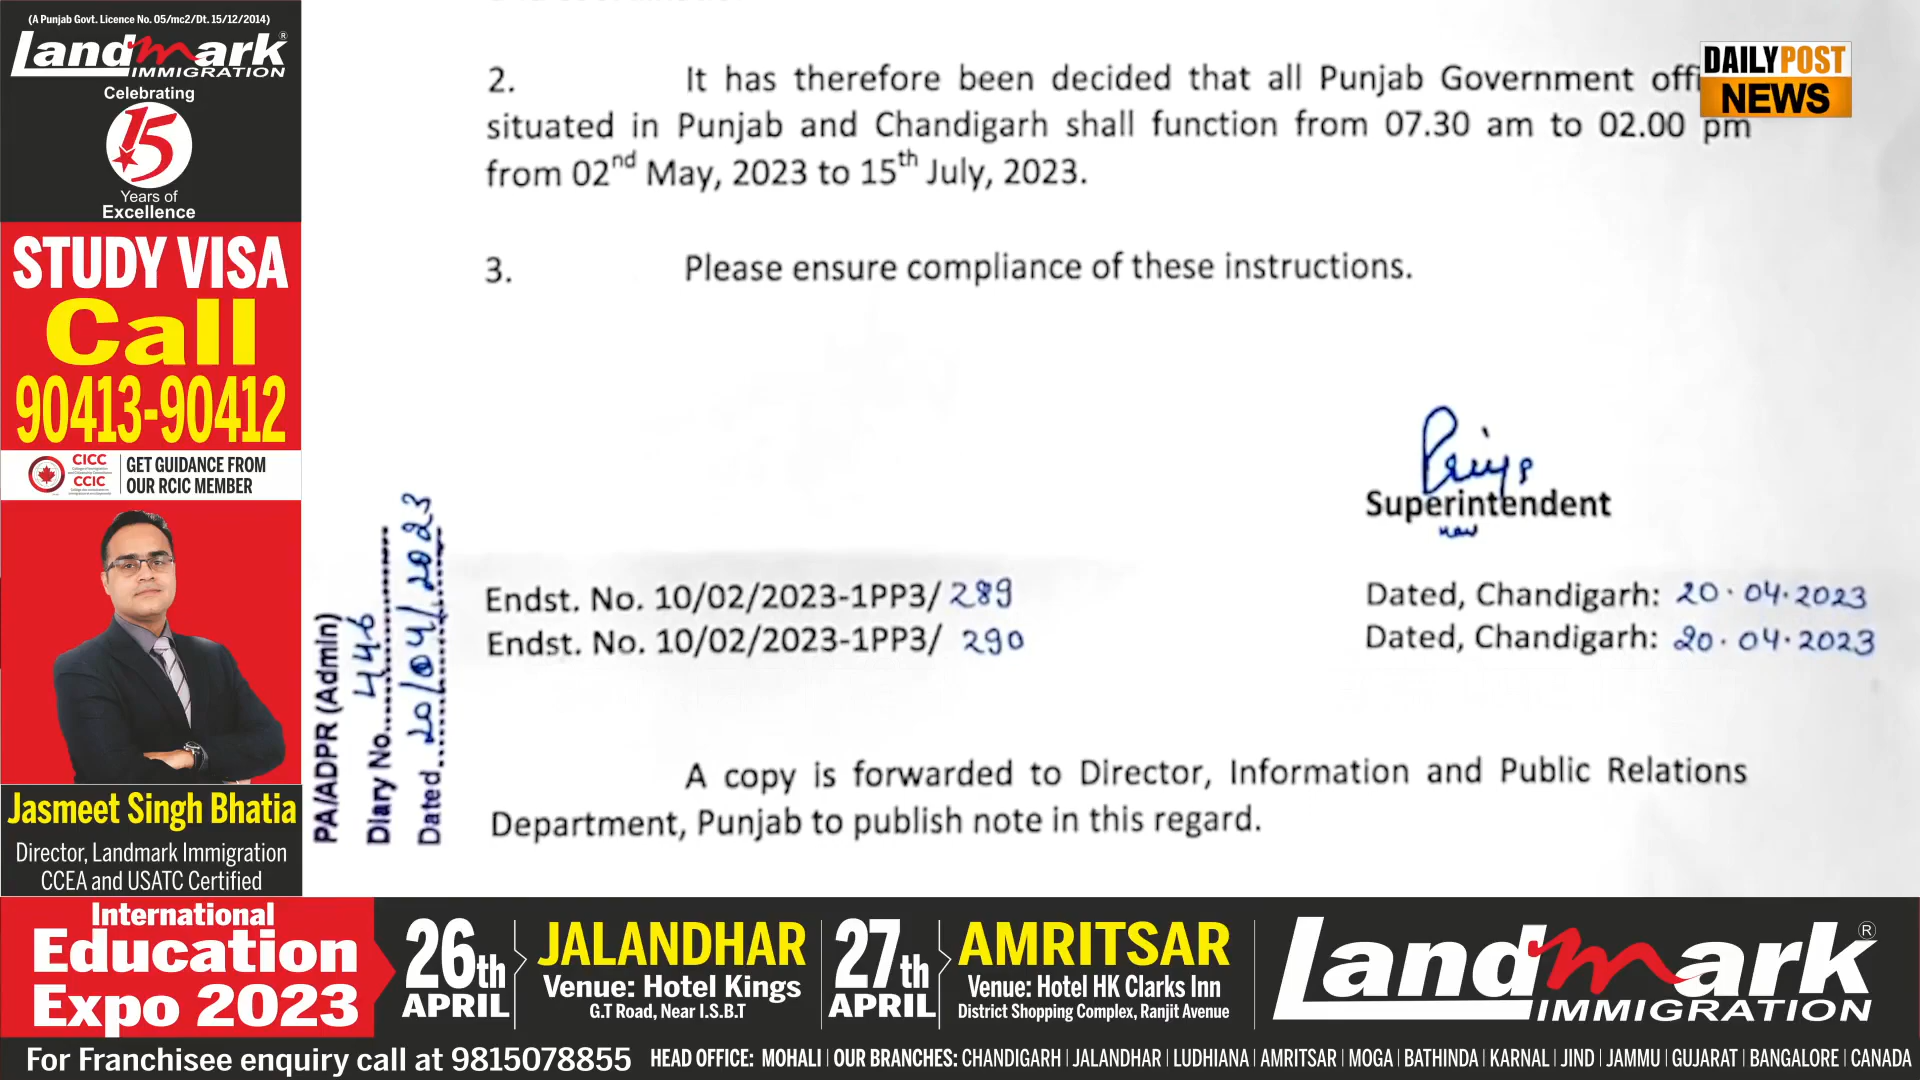 (A Punjab Govt. Licence No. 05/mc2/Dt. 15/12/2014)
Landmark®
IMMIGRATION
Celebrating
15
Years of
Excellence
STUDY VISA
Call
90413-90412
CICC
CCIC
GET GUIDANCE FROM
OUR RCIC MEMBER
Jasmeet Singh Bhatia
Director, Landmark Immigration
CCEA and USATC Certified
DAILYPOST
NEWS
2. It has therefore been decided that all Punjab Government
situated in Punjab and Chandigarh shall function from 07.30 am to 02.00 pm
from 02nd May, 2023 to 15th July, 2023.
3. Please ensure compliance of these instructions.
Superintendent
PA/ADPR (Admin)
Diary No. 446
Dated 20/04/2023
Endst. No. 10/02/2023-1PP3/ 289 Dated, Chandigarh: 20.04.2023
Endst. No. 10/02/2023-1PP3/ 290 Dated, Chandigarh: 20.04.2023
A copy is forwarded to Director, Information and Public Relations
Department, Punjab to publish note in this regard.
International
Education
Expo 2023
26th
APRIL
JALANDHAR
Venue: Hotel Kings
G.T Road, Near I.S.B.T
27th
APRIL
AMRITSAR
Venue: Hotel HK Clarks Inn
District Shopping Complex, Ranjit Avenue
Landmark®
IMMIGRATION
For Franchisee enquiry call at 9815078855 HEAD OFFICE: MOHALI | OUR BRANCHES: CHANDIGARH | JALANDHAR | LUDHIANA | AMRITSAR | MOGA | BATHINDA | KARNAL | JIND | JAMMU | GUJARAT | BANGALORE | CANADA